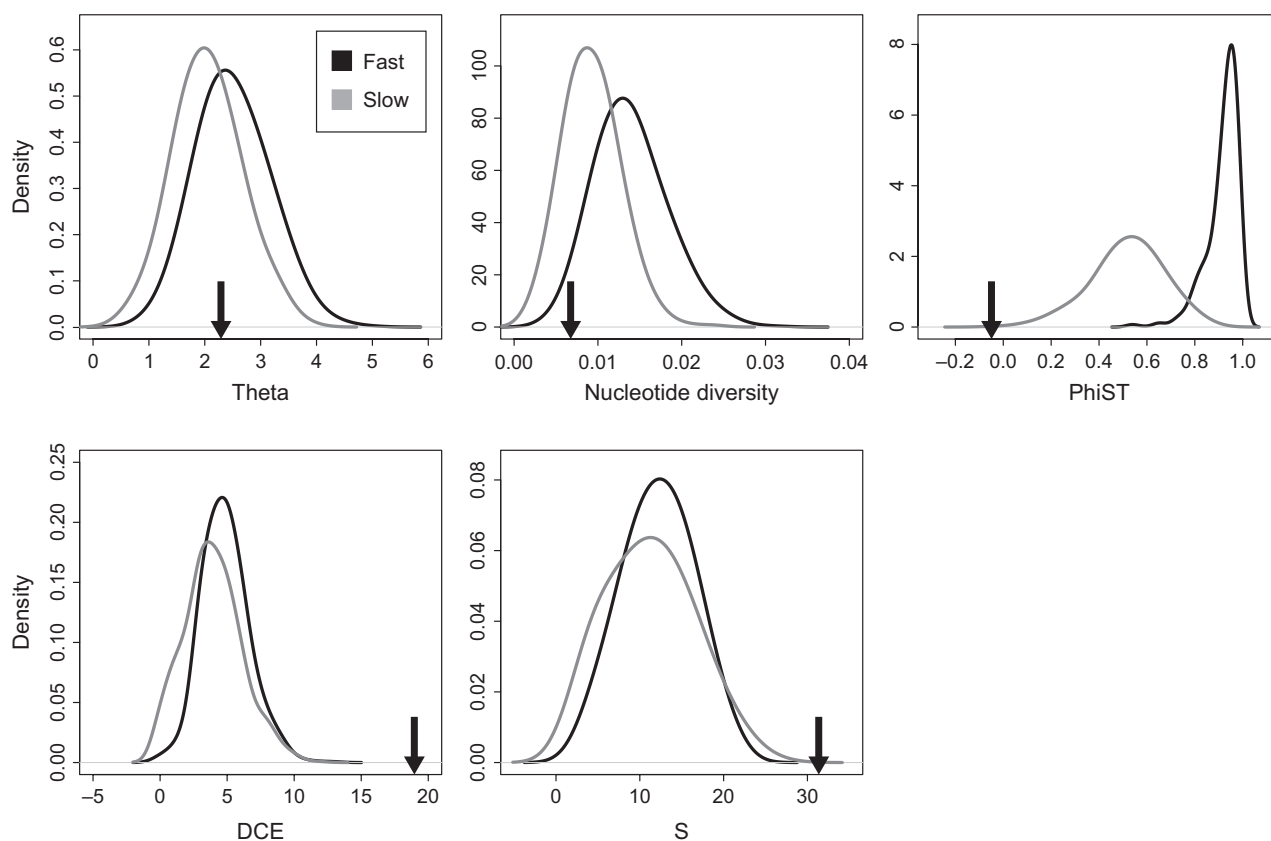 Density
0.0 0.1 0.2 0.3 0.4 0.5 0.6
Fast
Slow
0 1 2 3 4 5 6
Theta
0 20 40 60 80 100
0.00 0.01 0.02 0.03 0.04
Nucleotide diversity
0 2 4 6 8
–0.2 0.0 0.2 0.4 0.6 0.8 1.0
PhiST
Density
0.00 0.05 0.10 0.15 0.20 0.25
–5 0 5 10 15 20
DCE
0.00 0.02 0.04 0.06 0.08
0 10 20 30
S